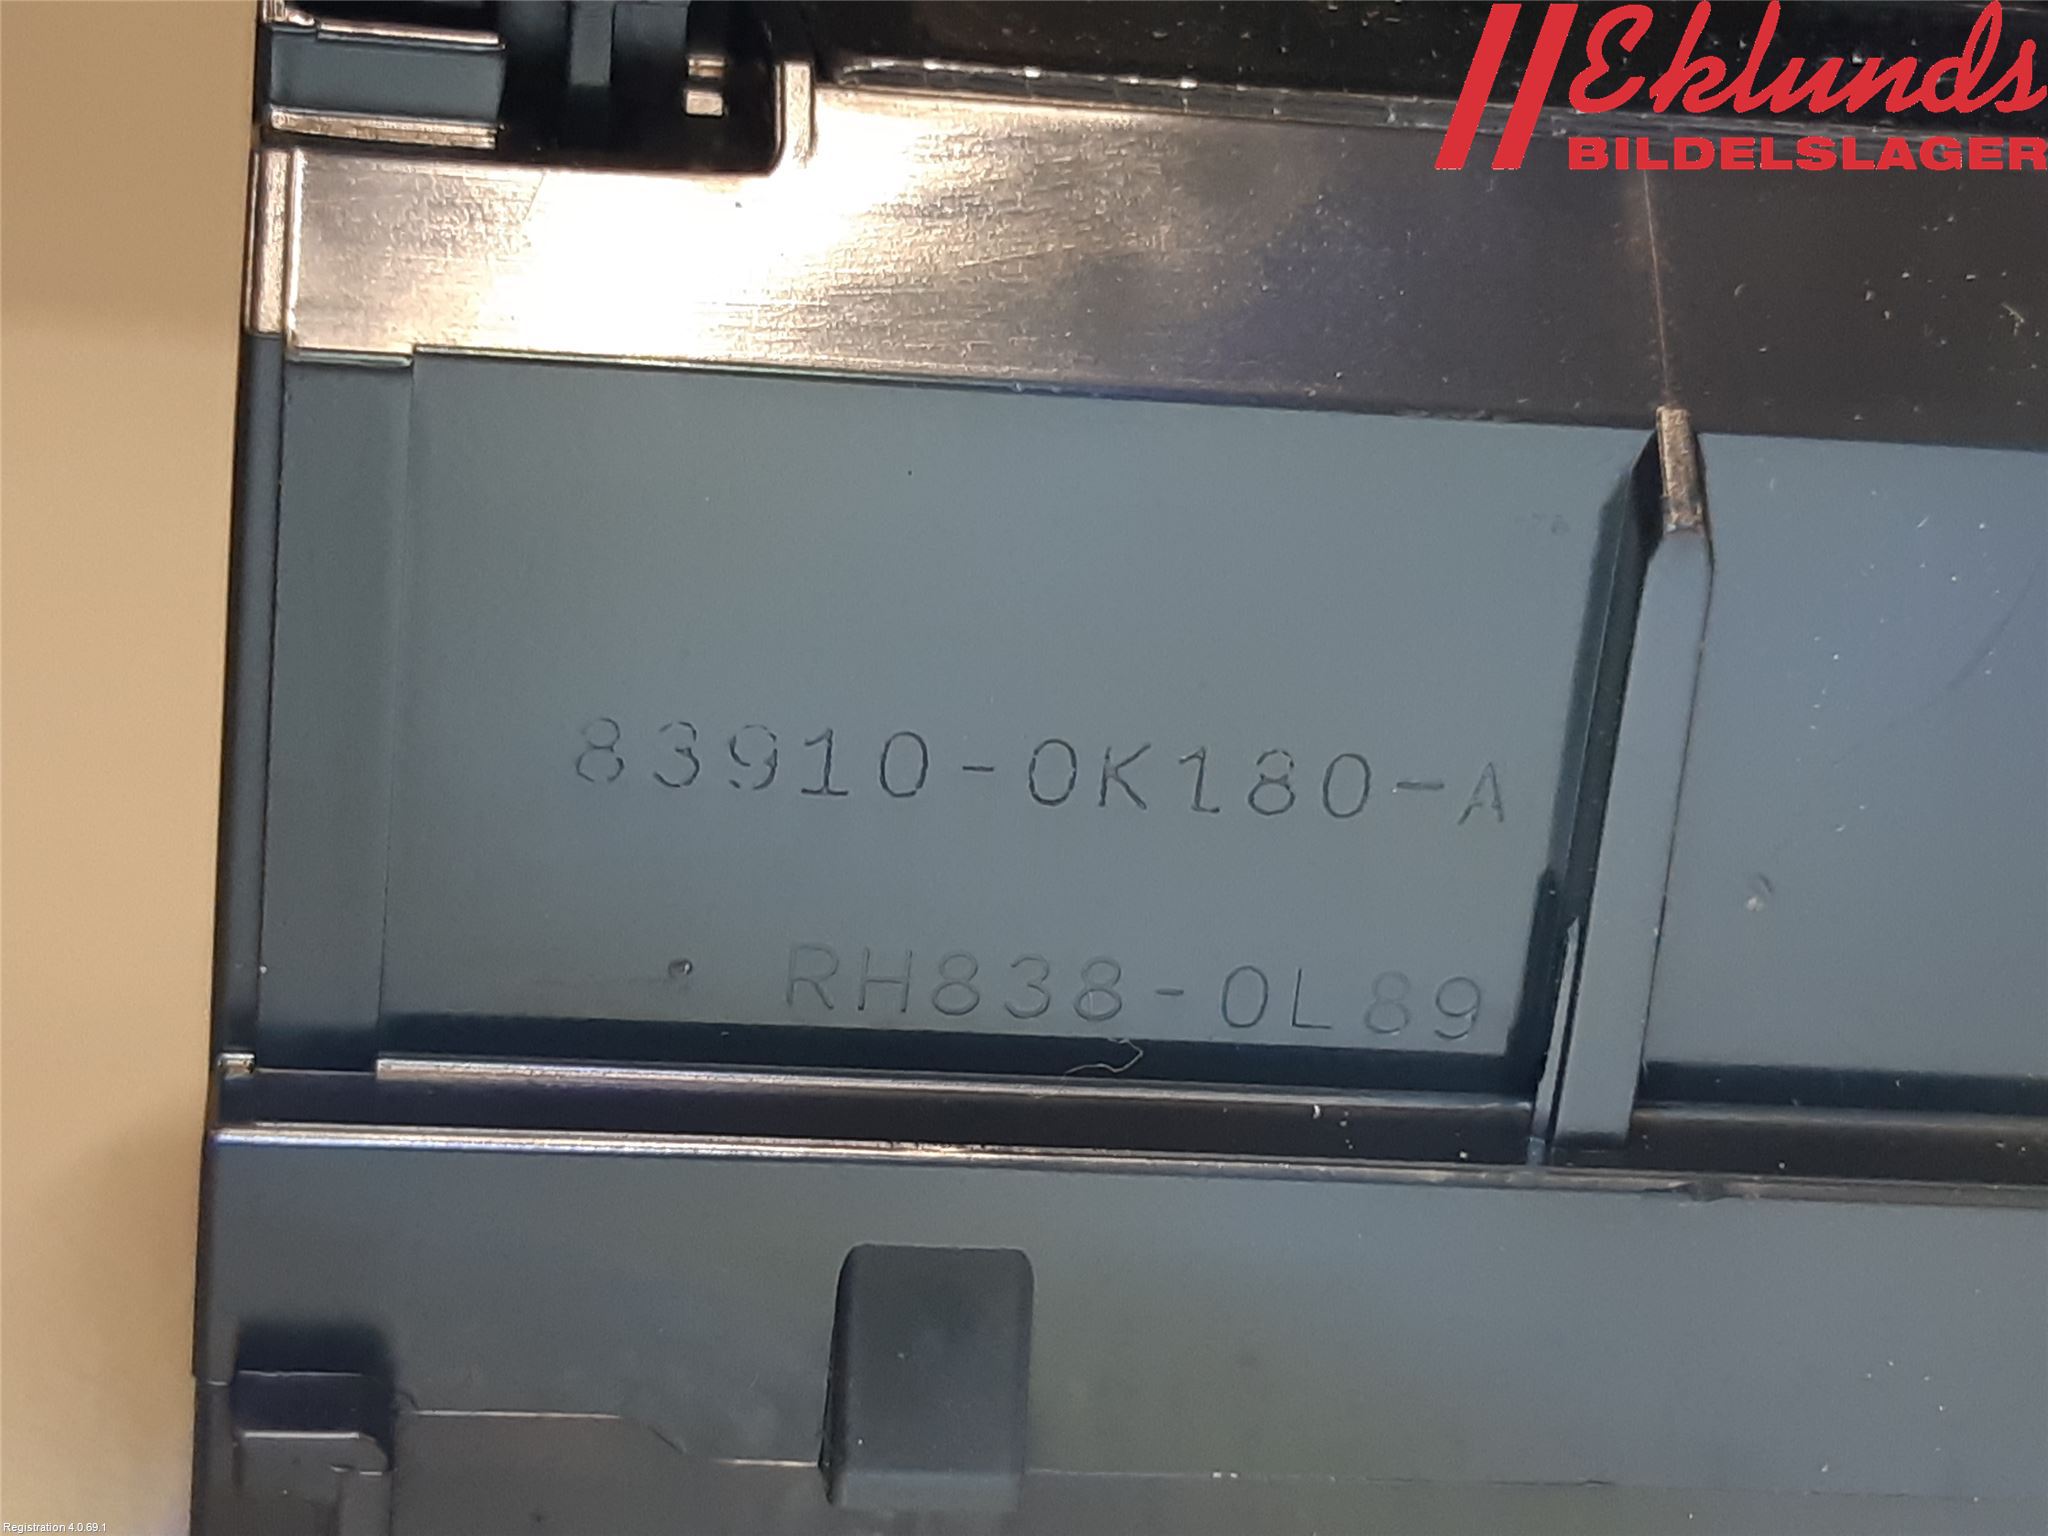 Eklunds
BILDELSLAGER
83910-0K180-A
RH838-0L89
Registration 4.0.69.1